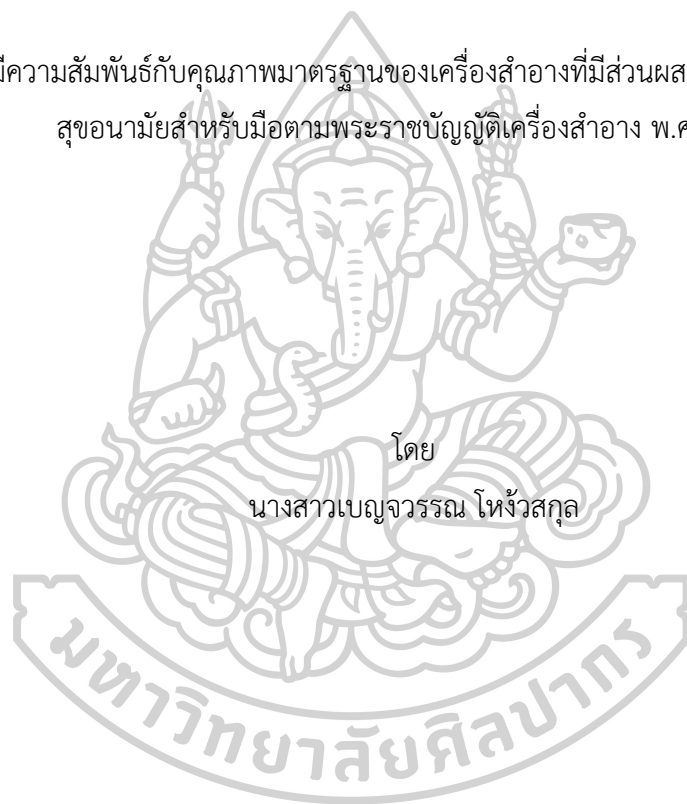 มีความสัมพันธ์กับคุณภาพมาตรฐานของเครื่องสำอางที่มีส่วนผส
สุขอนามัยสำหรับมือตามพระราชบัญญัติเครื่องสำอาง พ.ศ
โดย
นางสาวเบญจวรรณ โหง้วสกุล
มหาวิทยาลัยศิลปากร